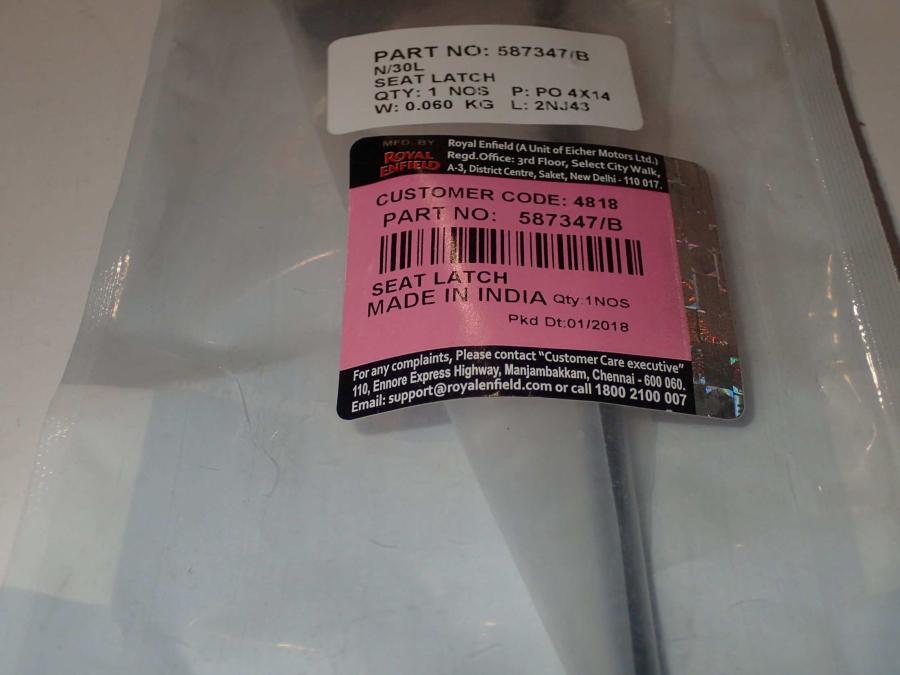 PART NO: 587347/B
N/30L
SEAT LATCH
QTY: 1 NOS P: PO 4X14
W: 0.060 KG L: 2NJ43
MFD. BY
ROYAL
ENFIELD
Royal Enfield (A Unit of Eicher Motors Ltd.)
Regd.Office: 3rd Floor, Select City Walk,
A-3, District Centre, Saket, New Delhi - 110 017.
CUSTOMER CODE: 4818
PART NO: 587347/B
SEAT LATCH
MADE IN INDIA Qty:1NOS
Pkd Dt:01/2018
For any complaints, Please contact "Customer Care executive"
110, Ennore Express Highway, Manjambakkam, Chennai - 600 060.
Email: support@royalenfield.com or call 1800 2100 007